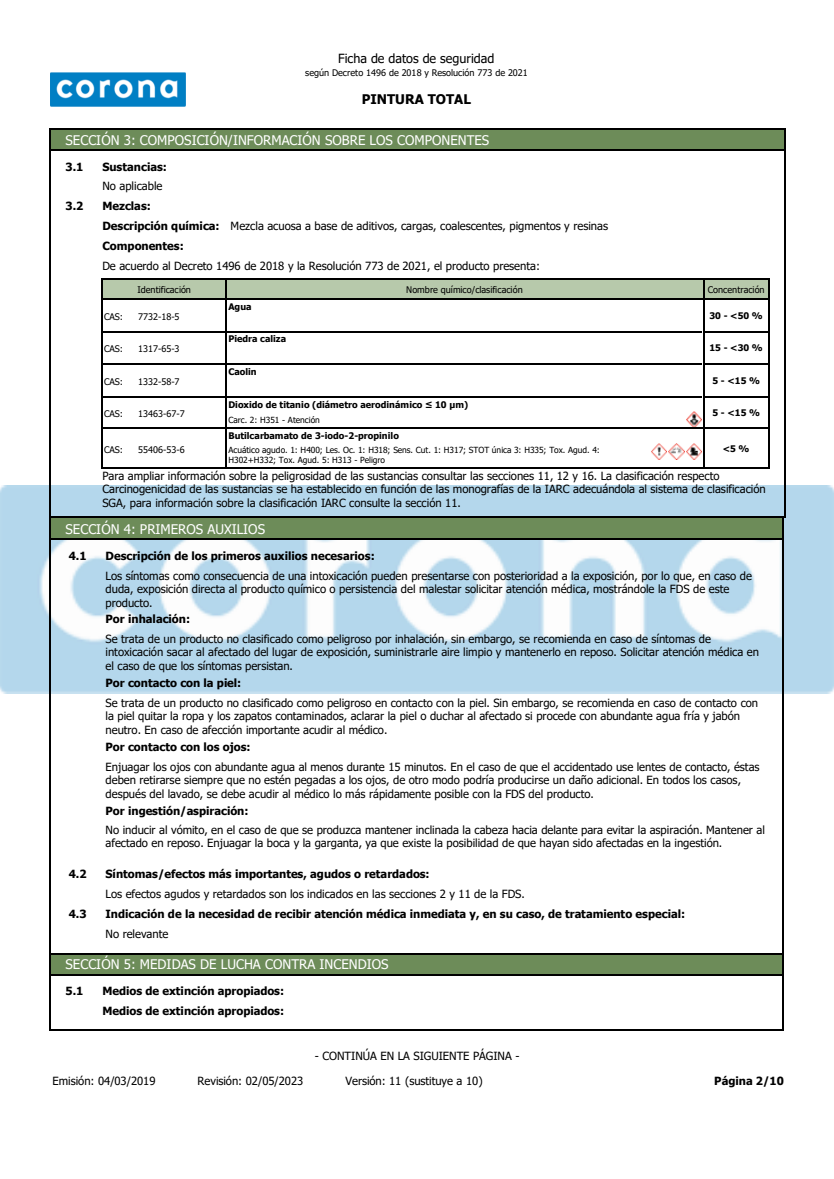 Ficha de datos de seguridad
según Decreto 1496 de 2018 y Resolución 773 de 2021
corona
PINTURA TOTAL
SECCIÓN 3: COMPOSICIÓN/INFORMACIÓN SOBRE LOS COMPONENTES
3.1 Sustancias:
No aplicable
3.2 Mezclas:
Descripción química: Mezcla acuosa a base de aditivos, cargas, coalescentes, pigmentos y resinas
Componentes:
De acuerdo al Decreto 1496 de 2018 y la Resolución 773 de 2021, el producto presenta:
Identificación Nombre químico/clasificación Concentración
CAS: 7732-18-5 Agua 30 - <50 %
CAS: 1317-65-3 Piedra caliza 15 - <30 %
CAS: 1332-58-7 Caolin 5 - <15 %
CAS: 13463-67-7 Dioxido de titanio (diámetro aerodinámico ≤ 10 µm) 5 - <15 %
Carc. 2: H351 - Atención
CAS: 55406-53-6 Butilcarbamato de 3-iodo-2-propinilo <5 %
Acuático agudo. 1: H400; Les. Oc. 1: H318; Sens. Cut. 1: H317; STOT única 3: H335; Tox. Agud. 4:
H302+H332; Tox. Agud. 5: H313 - Peligro
Para ampliar información sobre la peligrosidad de las sustancias consultar las secciones 11, 12 y 16. La clasificación respecto
Carcinogenicidad de las sustancias se ha establecido en función de las monografías de la IARC adecuándola al sistema de clasificación
SGA, para información sobre la clasificación IARC consulte la sección 11.
SECCIÓN 4: PRIMEROS AUXILIOS
4.1 Descripción de los primeros auxilios necesarios:
Los síntomas como consecuencia de una intoxicación pueden presentarse con posterioridad a la exposición, por lo que, en caso de
duda, exposición directa al producto químico o persistencia del malestar solicitar atención médica, mostrándole la FDS de este
producto.
Por inhalación:
Se trata de un producto no clasificado como peligroso por inhalación, sin embargo, se recomienda en caso de síntomas de
intoxicación sacar al afectado del lugar de exposición, suministrarle aire limpio y mantenerlo en reposo. Solicitar atención médica en
el caso de que los síntomas persistan.
Por contacto con la piel:
Se trata de un producto no clasificado como peligroso en contacto con la piel. Sin embargo, se recomienda en caso de contacto con
la piel quitar la ropa y los zapatos contaminados, aclarar la piel o duchar al afectado si procede con abundante agua fría y jabón
neutro. En caso de afección importante acudir al médico.
Por contacto con los ojos:
Enjuagar los ojos con abundante agua al menos durante 15 minutos. En el caso de que el accidentado use lentes de contacto, éstas
deben retirarse siempre que no estén pegadas a los ojos, de otro modo podría producirse un daño adicional. En todos los casos,
después del lavado, se debe acudir al médico lo más rápidamente posible con la FDS del producto.
Por ingestión/aspiración:
No inducir al vómito, en el caso de que se produzca mantener inclinada la cabeza hacia delante para evitar la aspiración. Mantener al
afectado en reposo. Enjuagar la boca y la garganta, ya que existe la posibilidad de que hayan sido afectadas en la ingestión.
4.2 Síntomas/efectos más importantes, agudos o retardados:
Los efectos agudos y retardados son los indicados en las secciones 2 y 11 de la FDS.
4.3 Indicación de la necesidad de recibir atención médica inmediata y, en su caso, de tratamiento especial:
No relevante
corona
SECCIÓN 5: MEDIDAS DE LUCHA CONTRA INCENDIOS
5.1 Medios de extinción apropiados:
Medios de extinción apropiados:
- CONTINÚA EN LA SIGUIENTE PÁGINA -
Emisión: 04/03/2019 Revisión: 02/05/2023 Versión: 11 (sustituye a 10) Página 2/10